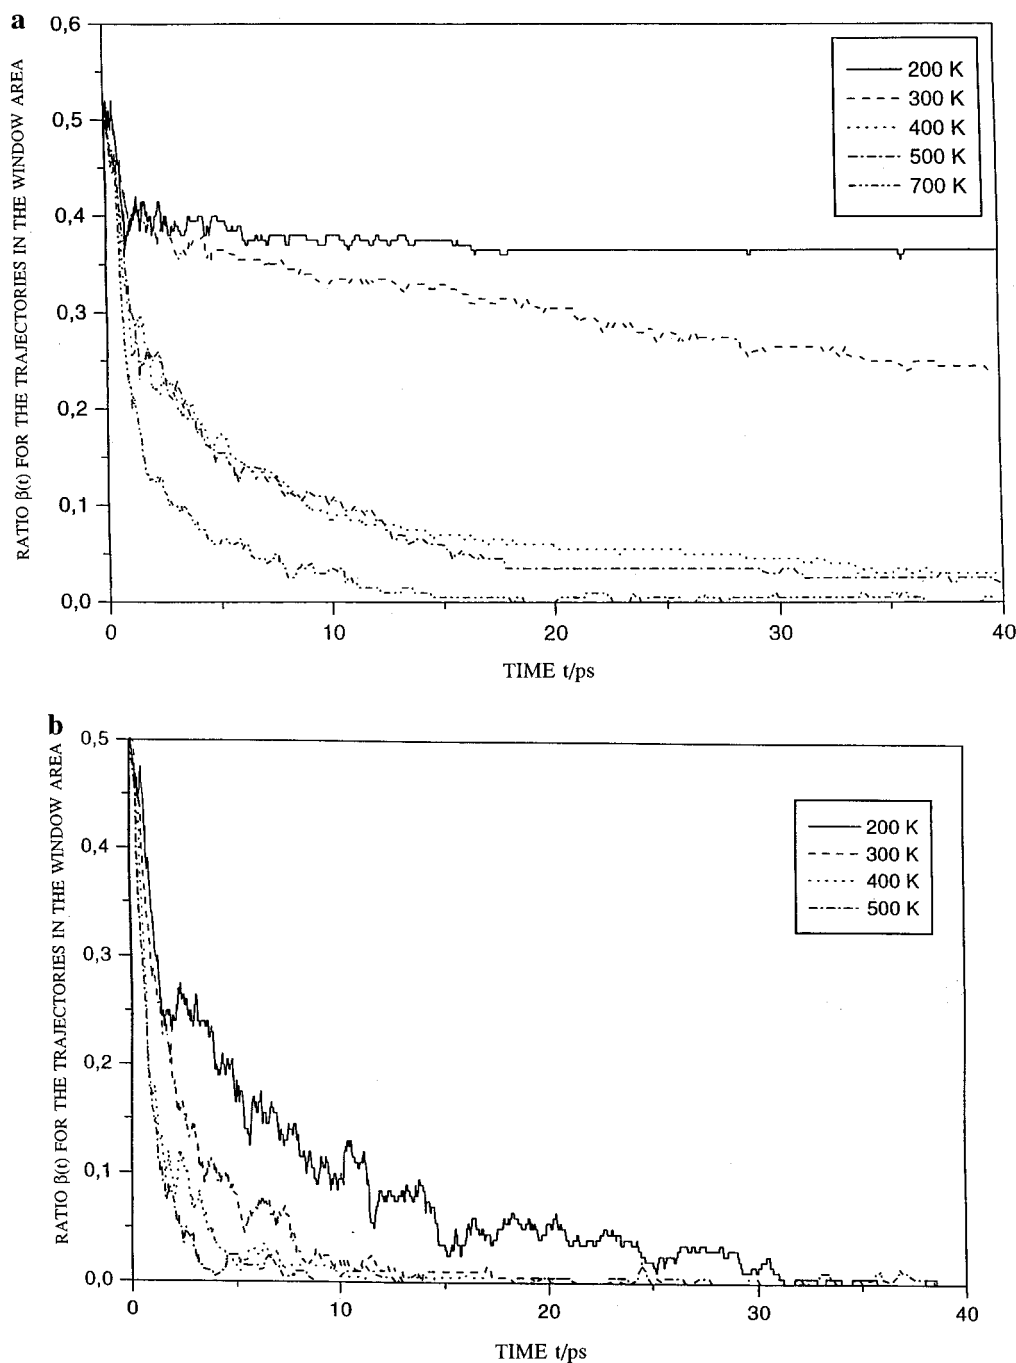 a
0,6
0,5
0,4
0,3
0,2
0,1
0,0
RATIO β(t) FOR THE TRAJECTORIES IN THE WINDOW AREA
200 K
300 K
400 K
500 K
700 K
0
10
20
30
40
TIME t/ps
b
0,5
0,4
0,3
0,2
0,1
0,0
RATIO β(t) FOR THE TRAJECTORIES IN THE WINDOW AREA
200 K
300 K
400 K
500 K
0
10
20
30
40
TIME t/ps